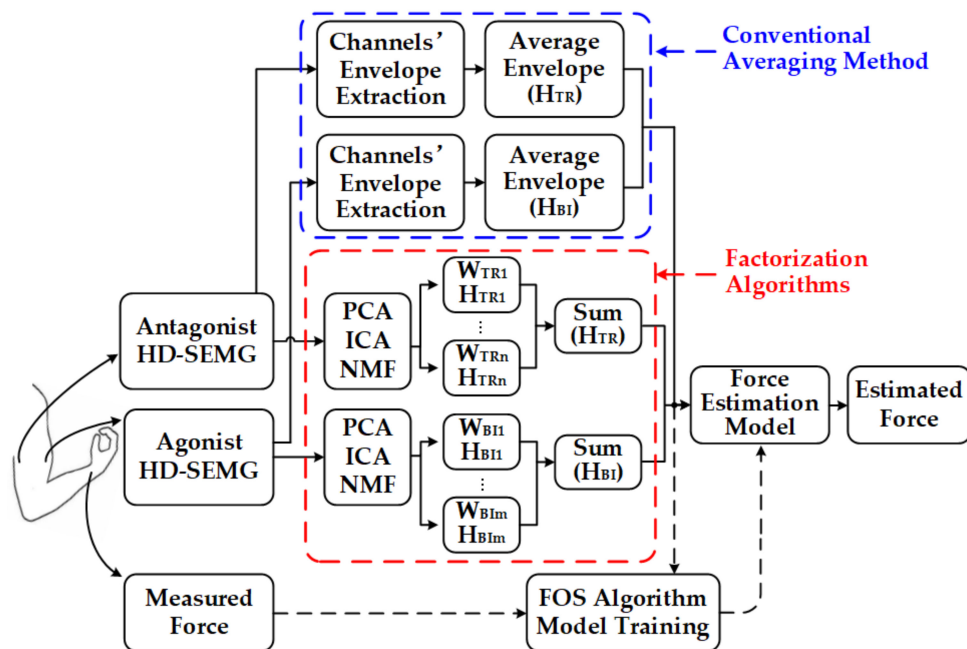 Channels’
Envelope
Extraction
Average
Envelope
(HTR)
Conventional
Averaging Method
Channels’
Envelope
Extraction
Average
Envelope
(HBI)
Factorization
Algorithms
Antagonist
HD-SEMG
PCA
ICA
NMF
WTR1
HTR1
⋮
WTRn
HTRn
Sum
(HTR)
Agonist
HD-SEMG
PCA
ICA
NMF
WBI1
HBI1
⋮
WBIm
HBIm
Sum
(HBI)
Force
Estimation
Model
Estimated
Force
Measured
Force
FOS Algorithm
Model Training